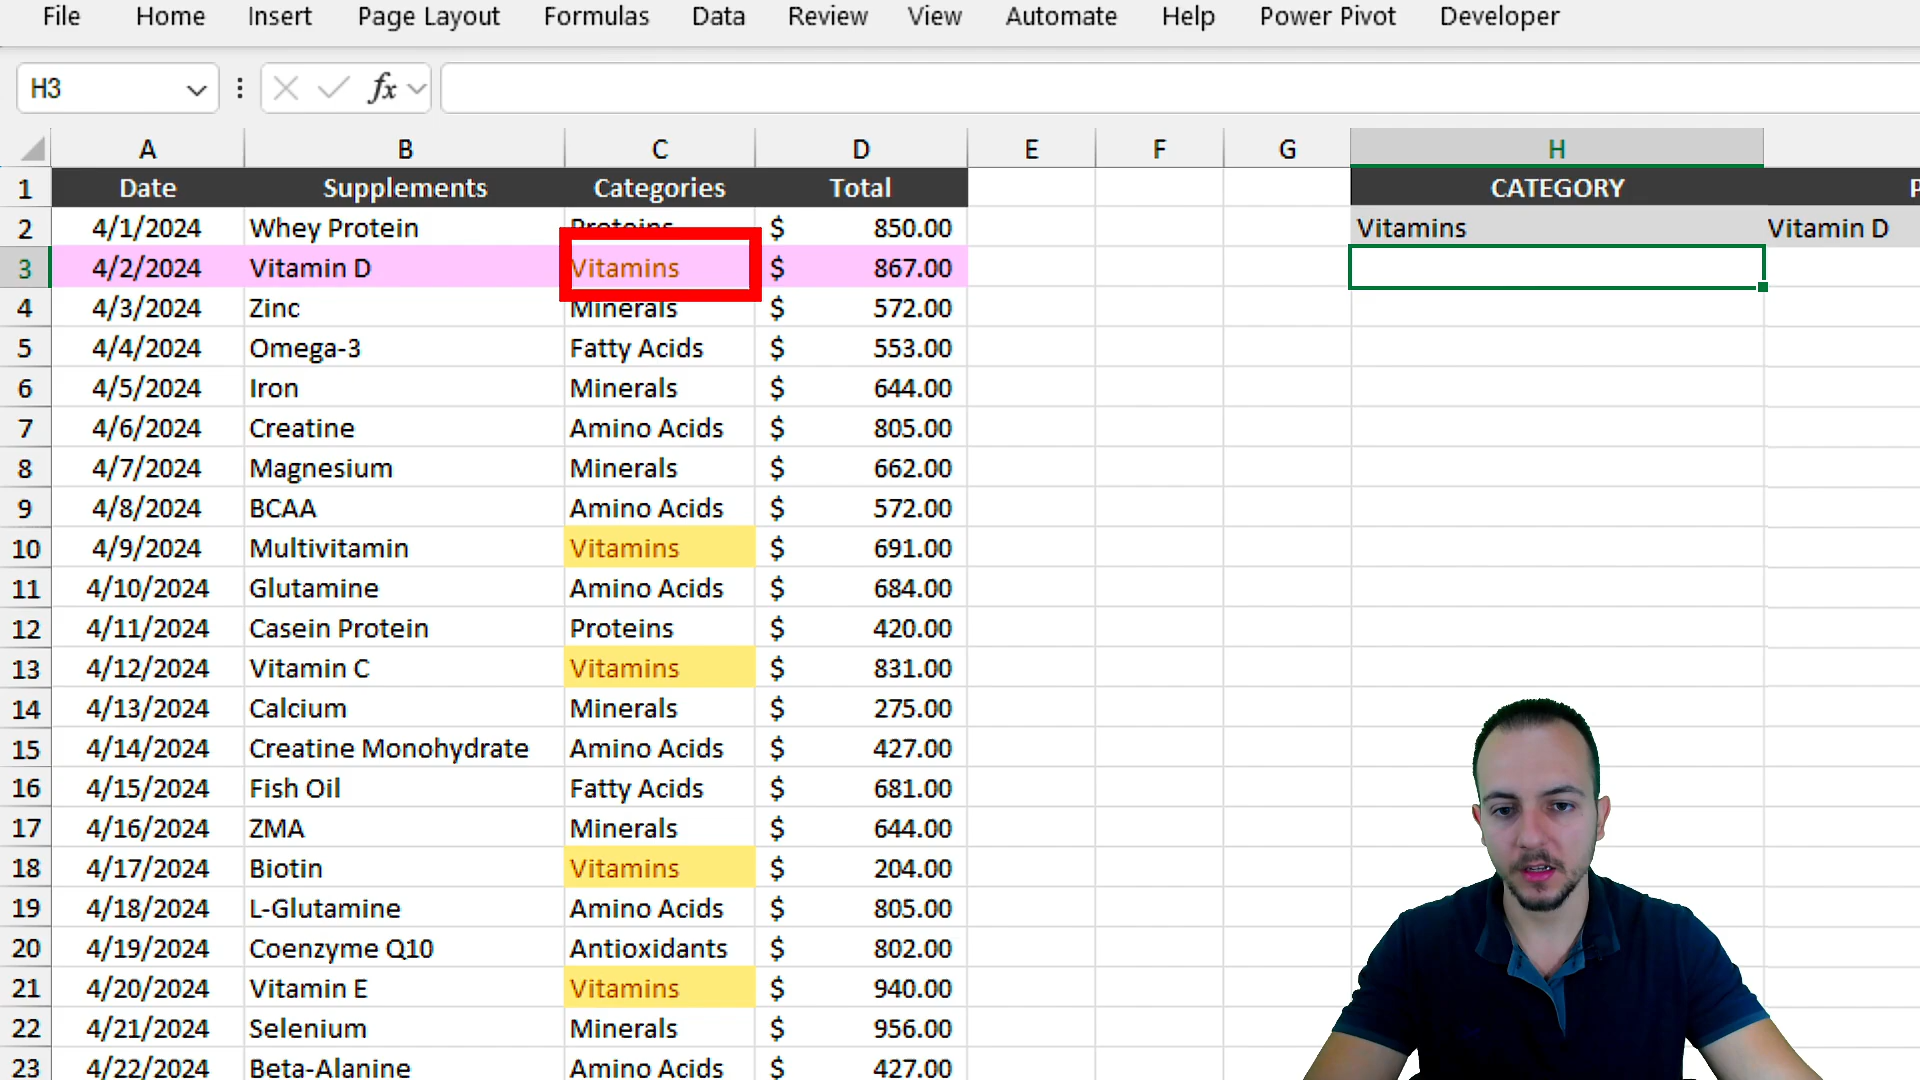 File Home Insert Page Layout Formulas Data Review View Automate Help Power Pivot Developer
H3 fx
A B C D E F G H
1 Date Supplements Categories Total CATEGORY P
2 4/1/2024 Whey Protein Proteins $ 850.00 Vitamins Vitamin D
3 4/2/2024 Vitamin D Vitamins $ 867.00
4 4/3/2024 Zinc Minerals $ 572.00
5 4/4/2024 Omega-3 Fatty Acids $ 553.00
6 4/5/2024 Iron Minerals $ 644.00
7 4/6/2024 Creatine Amino Acids $ 805.00
8 4/7/2024 Magnesium Minerals $ 662.00
9 4/8/2024 BCAA Amino Acids $ 572.00
10 4/9/2024 Multivitamin Vitamins $ 691.00
11 4/10/2024 Glutamine Amino Acids $ 684.00
12 4/11/2024 Casein Protein Proteins $ 420.00
13 4/12/2024 Vitamin C Vitamins $ 831.00
14 4/13/2024 Calcium Minerals $ 275.00
15 4/14/2024 Creatine Monohydrate Amino Acids $ 427.00
16 4/15/2024 Fish Oil Fatty Acids $ 681.00
17 4/16/2024 ZMA Minerals $ 644.00
18 4/17/2024 Biotin Vitamins $ 204.00
19 4/18/2024 L-Glutamine Amino Acids $ 805.00
20 4/19/2024 Coenzyme Q10 Antioxidants $ 802.00
21 4/20/2024 Vitamin E Vitamins $ 940.00
22 4/21/2024 Selenium Minerals $ 956.00
23 4/22/2024 Beta-Alanine Amino Acids $ 427.00